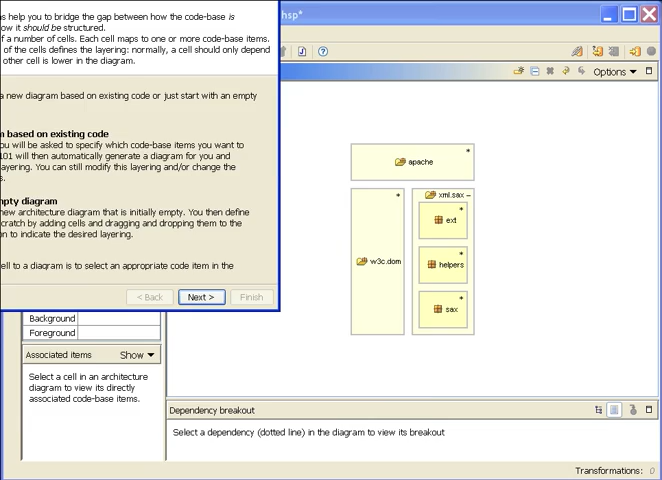 ns help you to bridge the gap between how the code-base is
ow it should be structured.
f a number of cells. Each cell maps to one or more code-base items.
of the cells defines the layering: normally, a cell should only depend
other cell is lower in the diagram.
a new diagram based on existing code or just start with an empty
m based on existing code
ou will be asked to specify which code-base items you want to
101 will then automatically generate a diagram for you and
layering. You can still modify this layering and/or change the
s.
mpty diagram
new architecture diagram that is initially empty. You then define
cratch by adding cells and dragging and dropping them to the
n to indicate the desired layering.
ell to a diagram is to select an appropriate code item in the
< Back
Next >
Finish
hsp*
Options
apache
*
w3c.dom
*
xml.sax
ext
*
helpers
*
sax
*
Background
Foreground
Associated items
Show
Select a cell in an architecture
diagram to view its directly
associated code-base items.
Dependency breakout
Select a dependency (dotted line) in the diagram to view its breakout
Transformations: 0